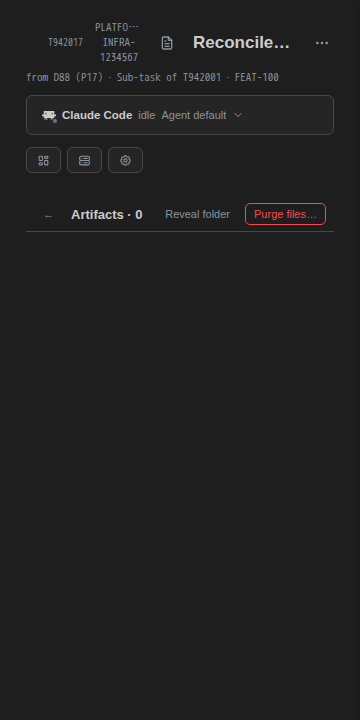 T942017 PLATFO… INFRA- 1234567 Reconcile… …
from D88 (P17) · Sub-task of T942001 · FEAT-100
Claude Code idle Agent default
← Artifacts · 0 Reveal folder Purge files…